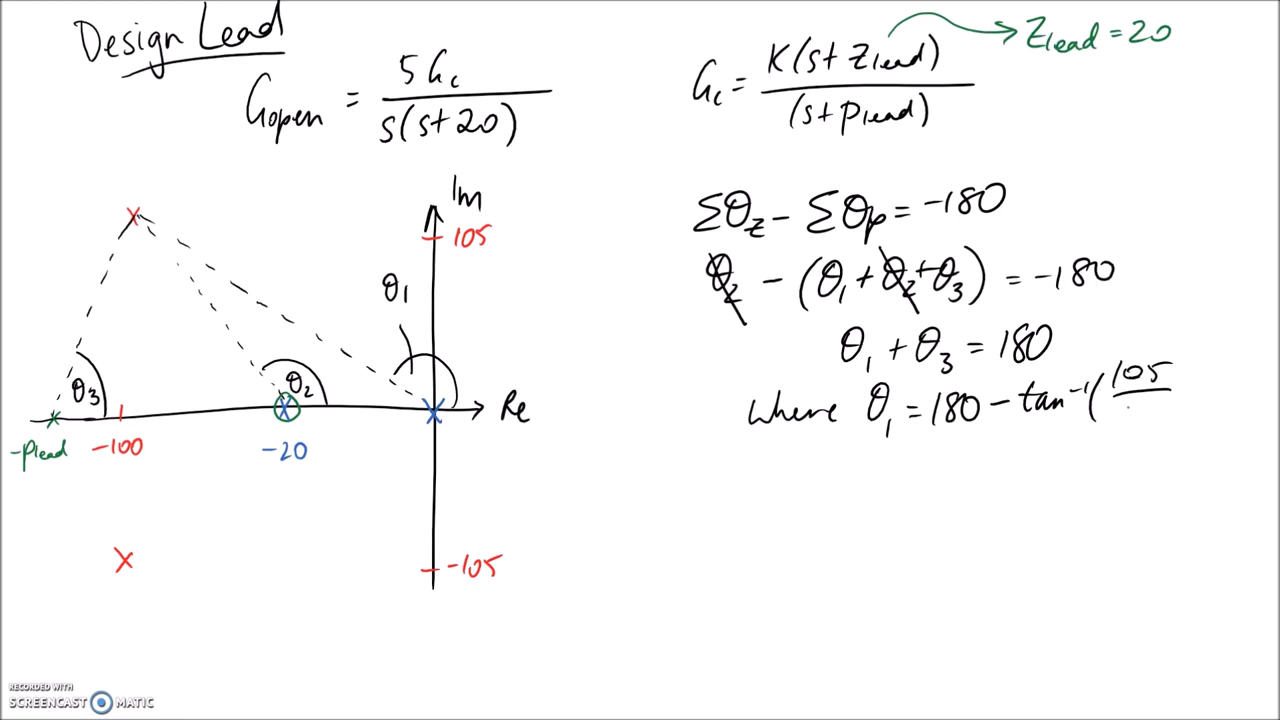 Design Lead
Gopen = 5Gc / s(s+20)
Gc = K(s+Zlead) / (s+Plead)
Zlead = 20
Im
105
θ1
θ3
θ2
Re
-Plead
-100
-20
-105
Σθz - Σθp = -180
θz - (θ1 + θ2 + θ3) = -180
θ1 + θ3 = 180
where θ1 = 180 - tan⁻¹(105
RECORDED WITH
SCREENCAST MATIC